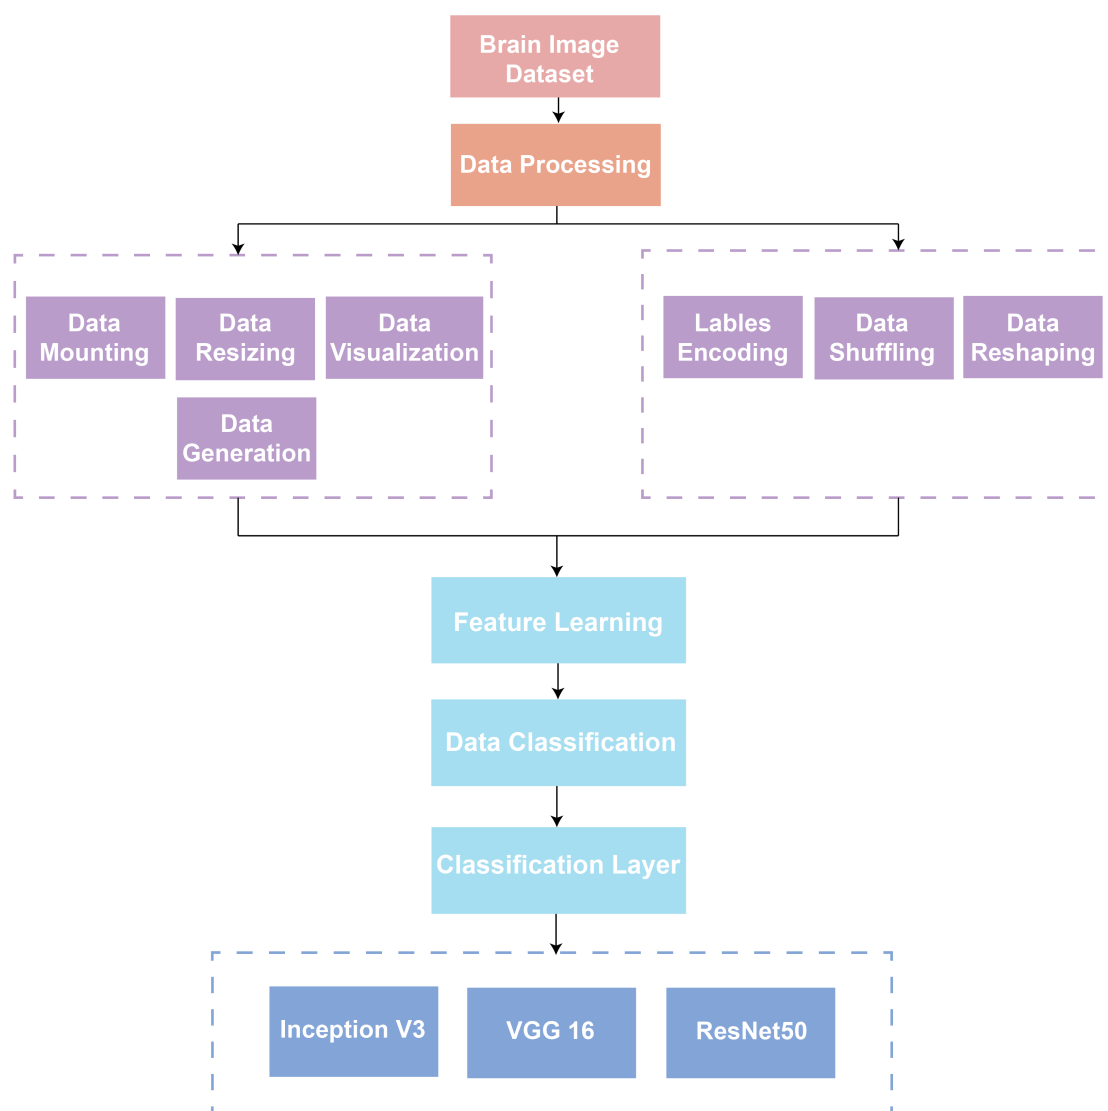 Brain Image
Dataset
Data Processing
Data
Mounting
Data
Resizing
Data
Visualization
Data
Generation
Lables
Encoding
Data
Shuffling
Data
Reshaping
Feature Learning
Data Classification
Classification Layer
Inception V3
VGG 16
ResNet50